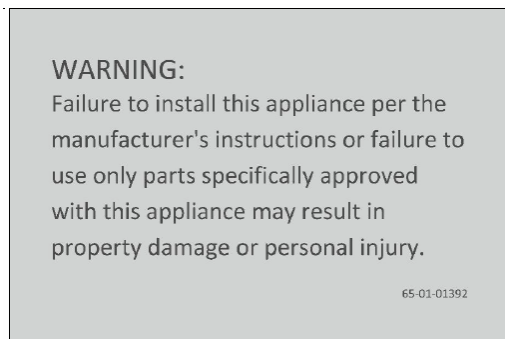 WARNING:
Failure to install this appliance per the
manufacturer's instructions or failure to
use only parts specifically approved
with this appliance may result in
property damage or personal injury.
65-01-01392